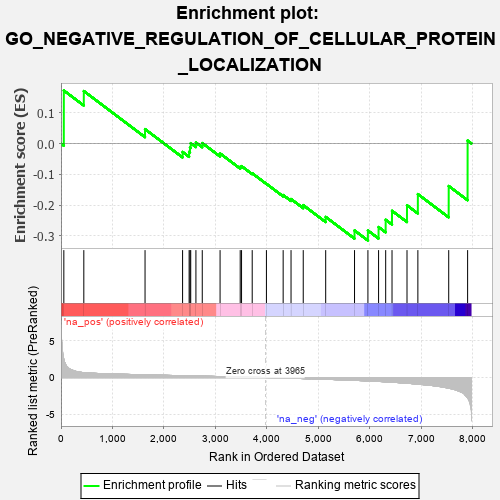 Enrichment plot:
GO_NEGATIVE_REGULATION_OF_CELLULAR_PROTEIN
_LOCALIZATION
Enrichment score (ES)
0.1
0.0
-0.1
-0.2
-0.3
'na_pos' (positively correlated)
Ranked list metric (PreRanked)
5
0
-5
Zero cross at 3965
'na_neg' (negatively correlated)
0 1,000 2,000 3,000 4,000 5,000 6,000 7,000 8,000
Rank in Ordered Dataset
Enrichment profile Hits Ranking metric scores